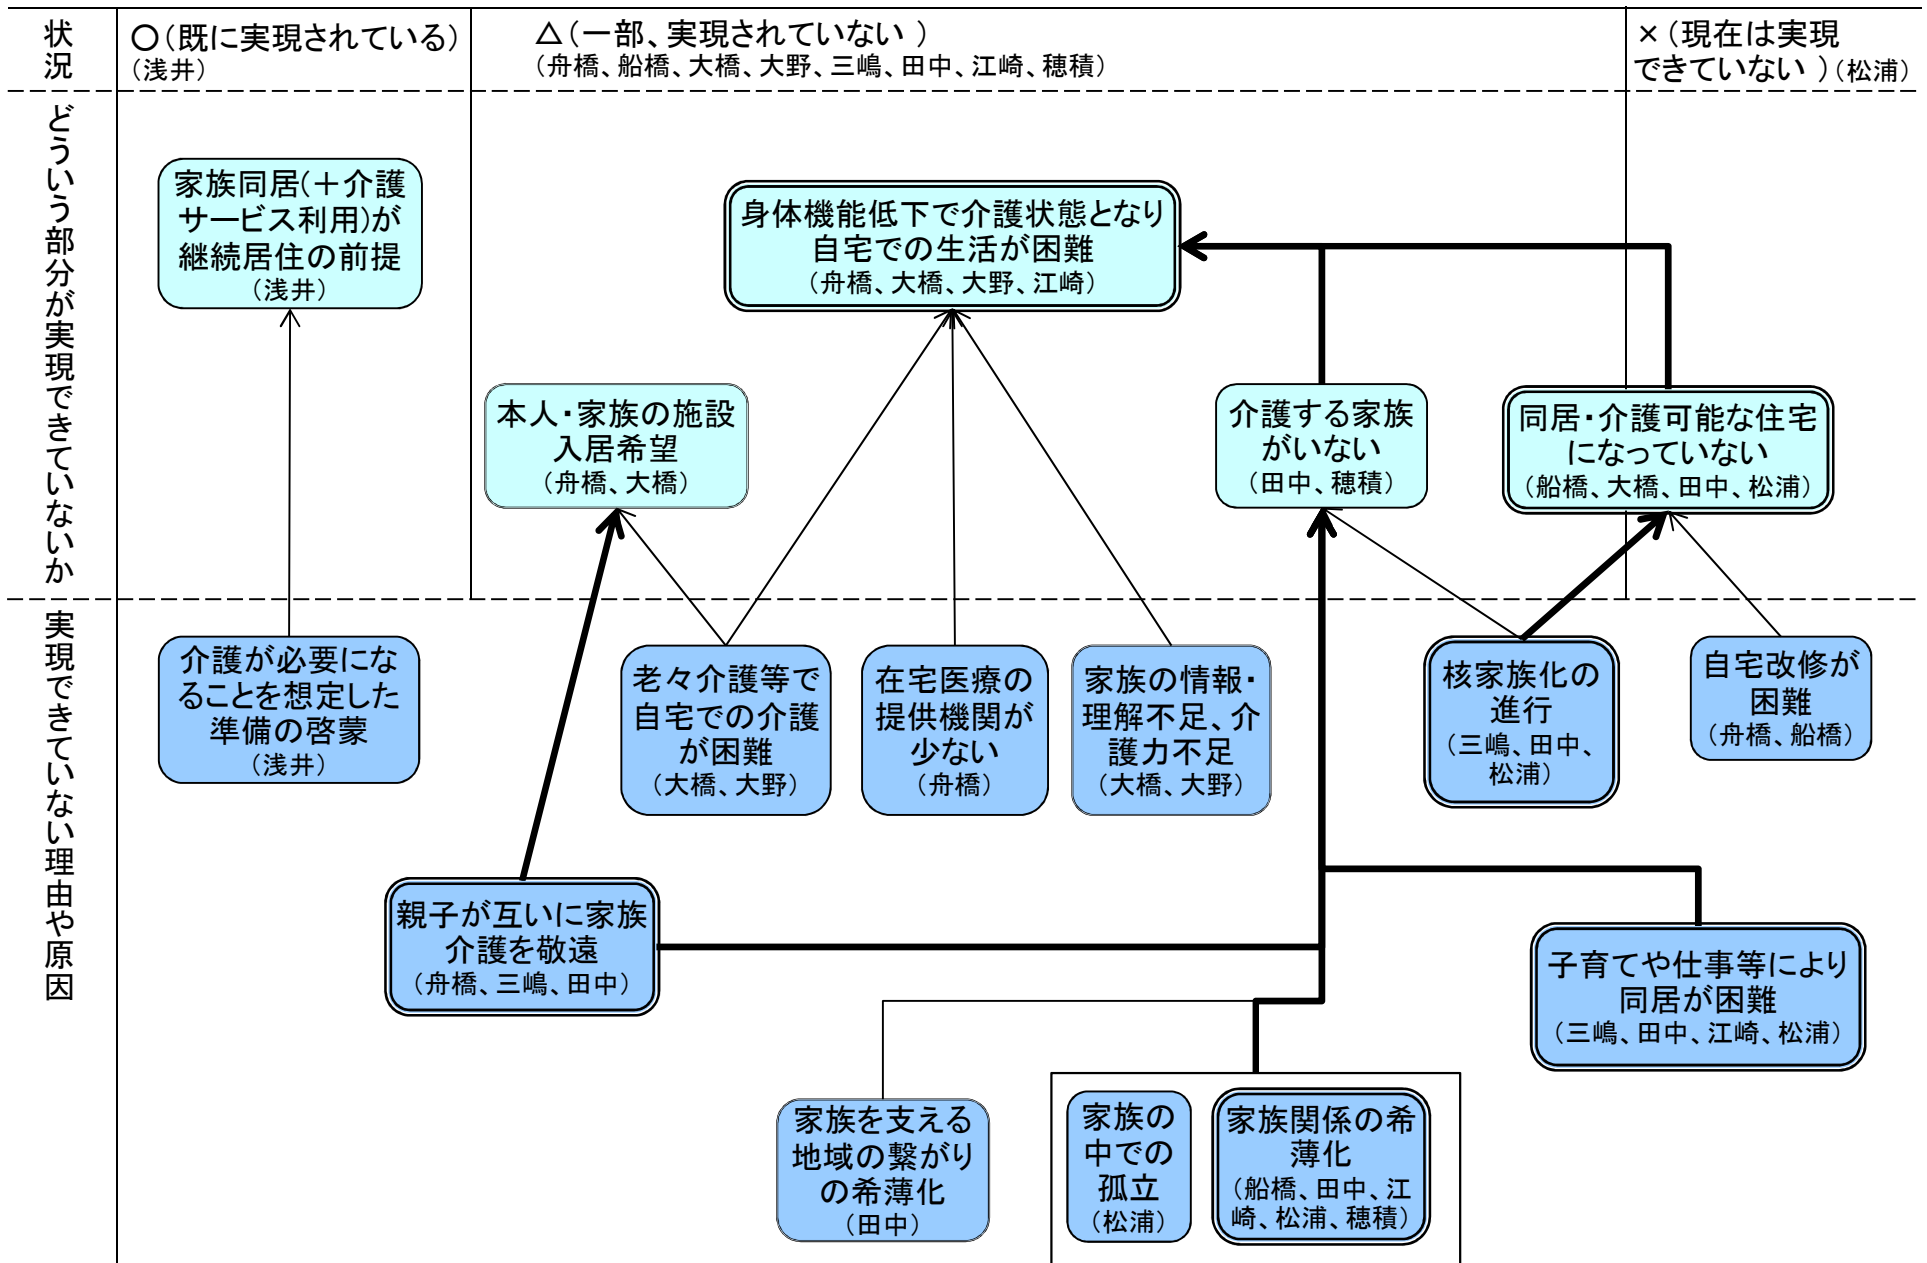 状
況
〇(既に実現されている)
(浅井)
△(一部、実現されていない )
(舟橋、船橋、大橋、大野、三嶋、田中、江崎、穂積)
×(現在は実現
できていない )(松浦)
どういう部分が実現できていないか
家族同居(＋介護
サービス利用)が
継続居住の前提
(浅井)
身体機能低下で介護状態となり
自宅での生活が困難
(舟橋、大橋、大野、江崎)
本人・家族の施設
入居希望
(舟橋、大橋)
介護する家族
がいない
(田中、穂積)
同居・介護可能な住宅
になっていない
(船橋、大橋、田中、松浦)
実現できていない理由や原因
介護が必要にな
ることを想定した
準備の啓蒙
(浅井)
老々介護等で
自宅での介護
が困難
(大橋、大野)
在宅医療の
提供機関が
少ない
(舟橋)
家族の情報・
理解不足、介
護力不足
(大橋、大野)
核家族化の
進行
(三嶋、田中、
松浦)
自宅改修が
困難
(舟橋、船橋)
親子が互いに家族
介護を敬遠
(舟橋、三嶋、田中)
子育てや仕事等により
同居が困難
(三嶋、田中、江崎、松浦)
家族を支える
地域の繋がり
の希薄化
(田中)
家族の
中での
孤立
(松浦)
家族関係の希
薄化
(船橋、田中、江
崎、松浦、穂積)